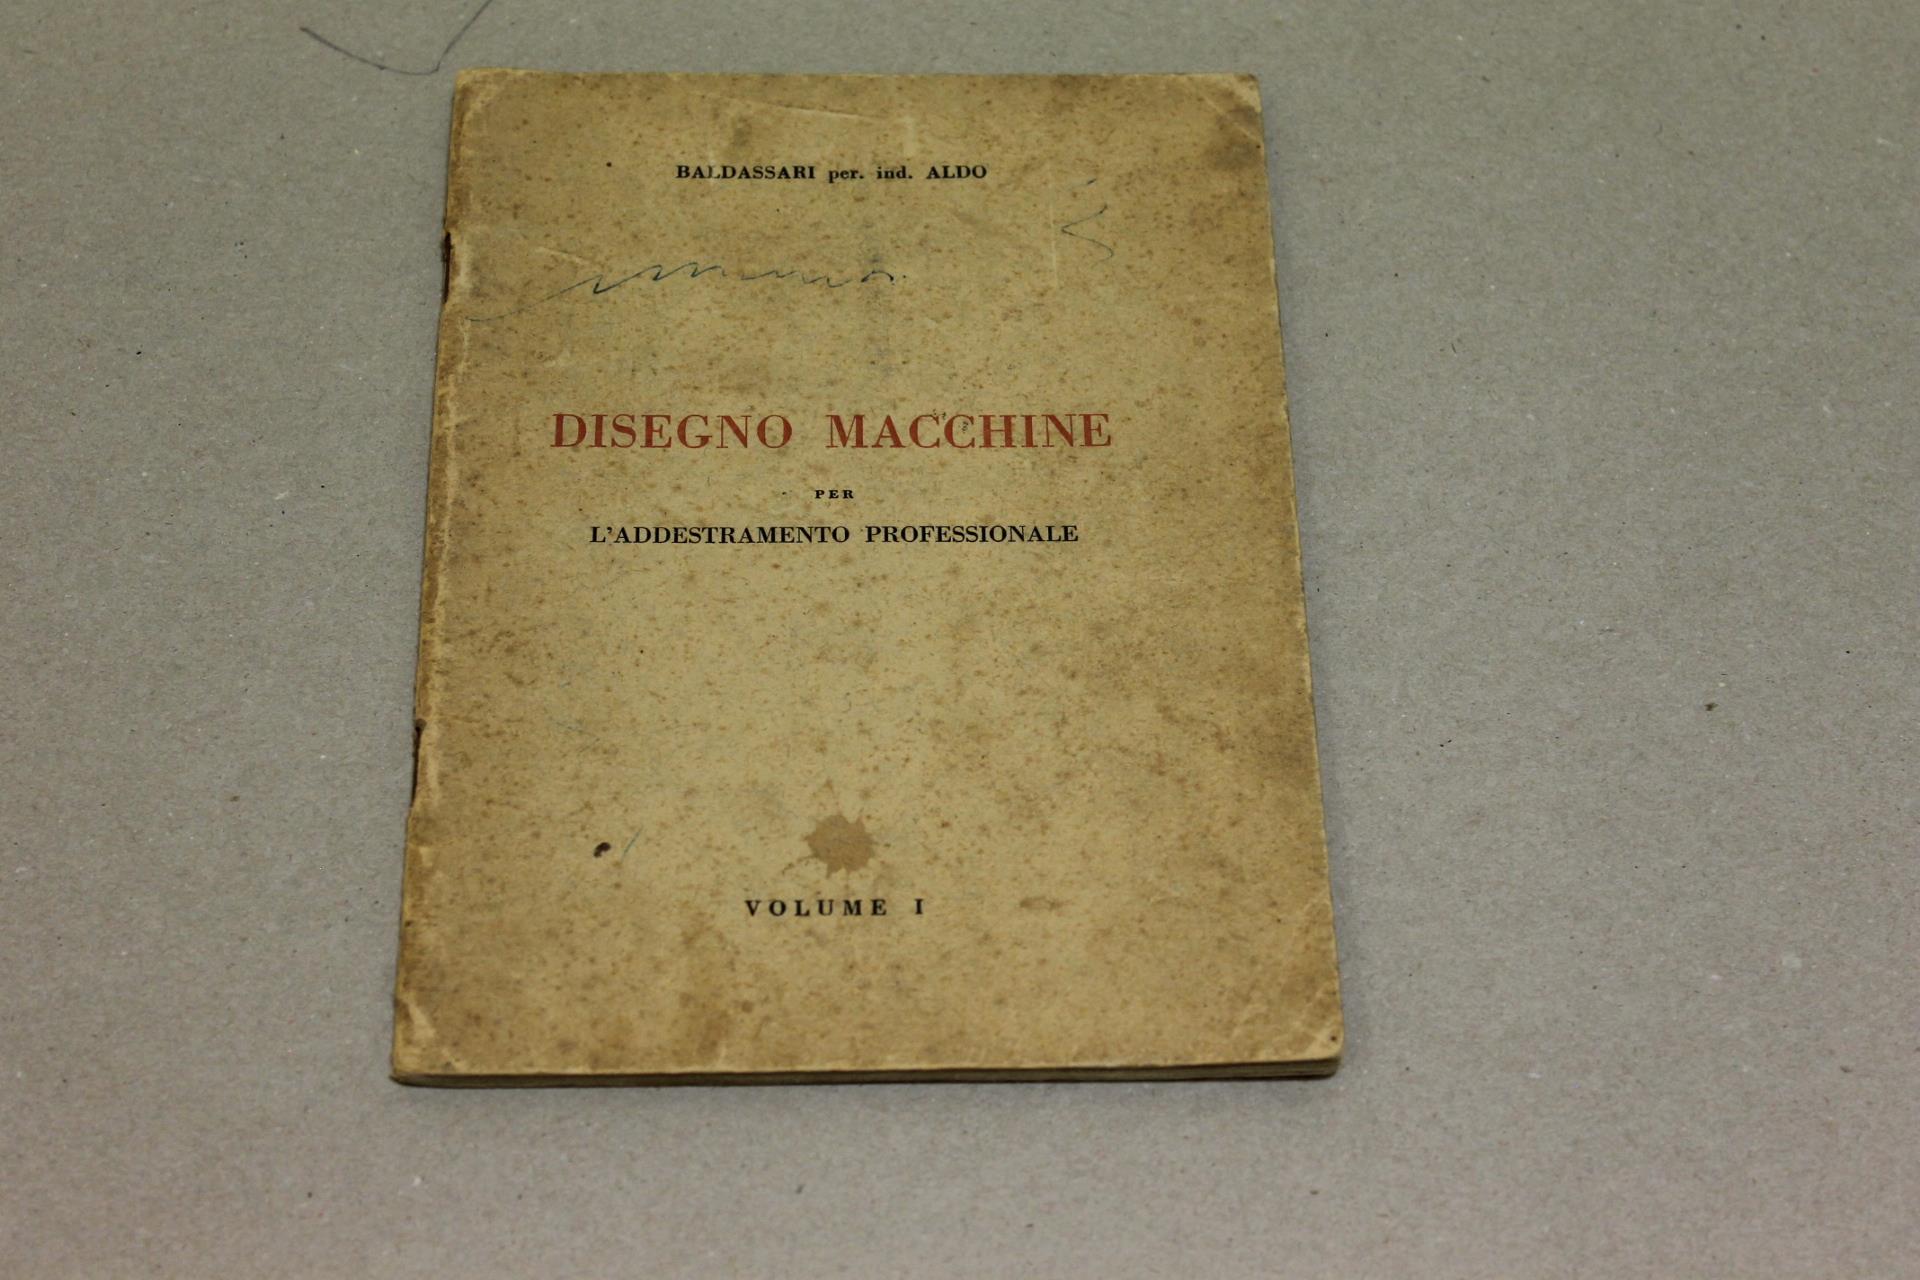 BALDASSARI per. ind. ALDO
DISEGNO MACCHINE
PER
L'ADDESTRAMENTO PROFESSIONALE
VOLUME I